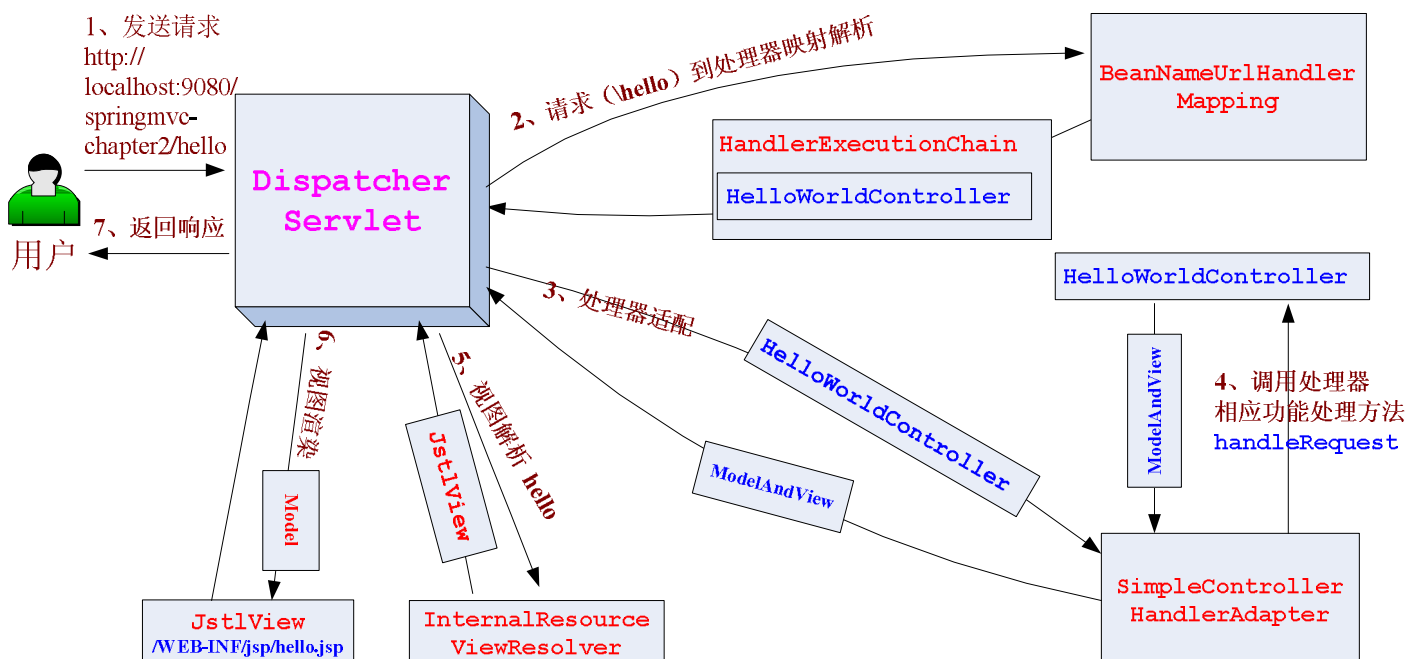 1、发送请求
http://
localhost:9080/
springmvc-
chapter2/hello
用户
7、返回响应
Dispatcher
Servlet
2、请求（\hello）到处理器映射解析
BeanNameUrlHandler
Mapping
HandlerExecutionChain
HelloWorldController
3、处理器适配
HelloWorldController
ModelAndView
HelloWorldController
ModelAndView
4、调用处理器
相应功能处理方法
handleRequest
SimpleController
HandlerAdapter
5、视图解析 hello
JstlView
InternalResource
ViewResolver
6、视图渲染
Model
JstlView
/WEB-INF/jsp/hello.jsp